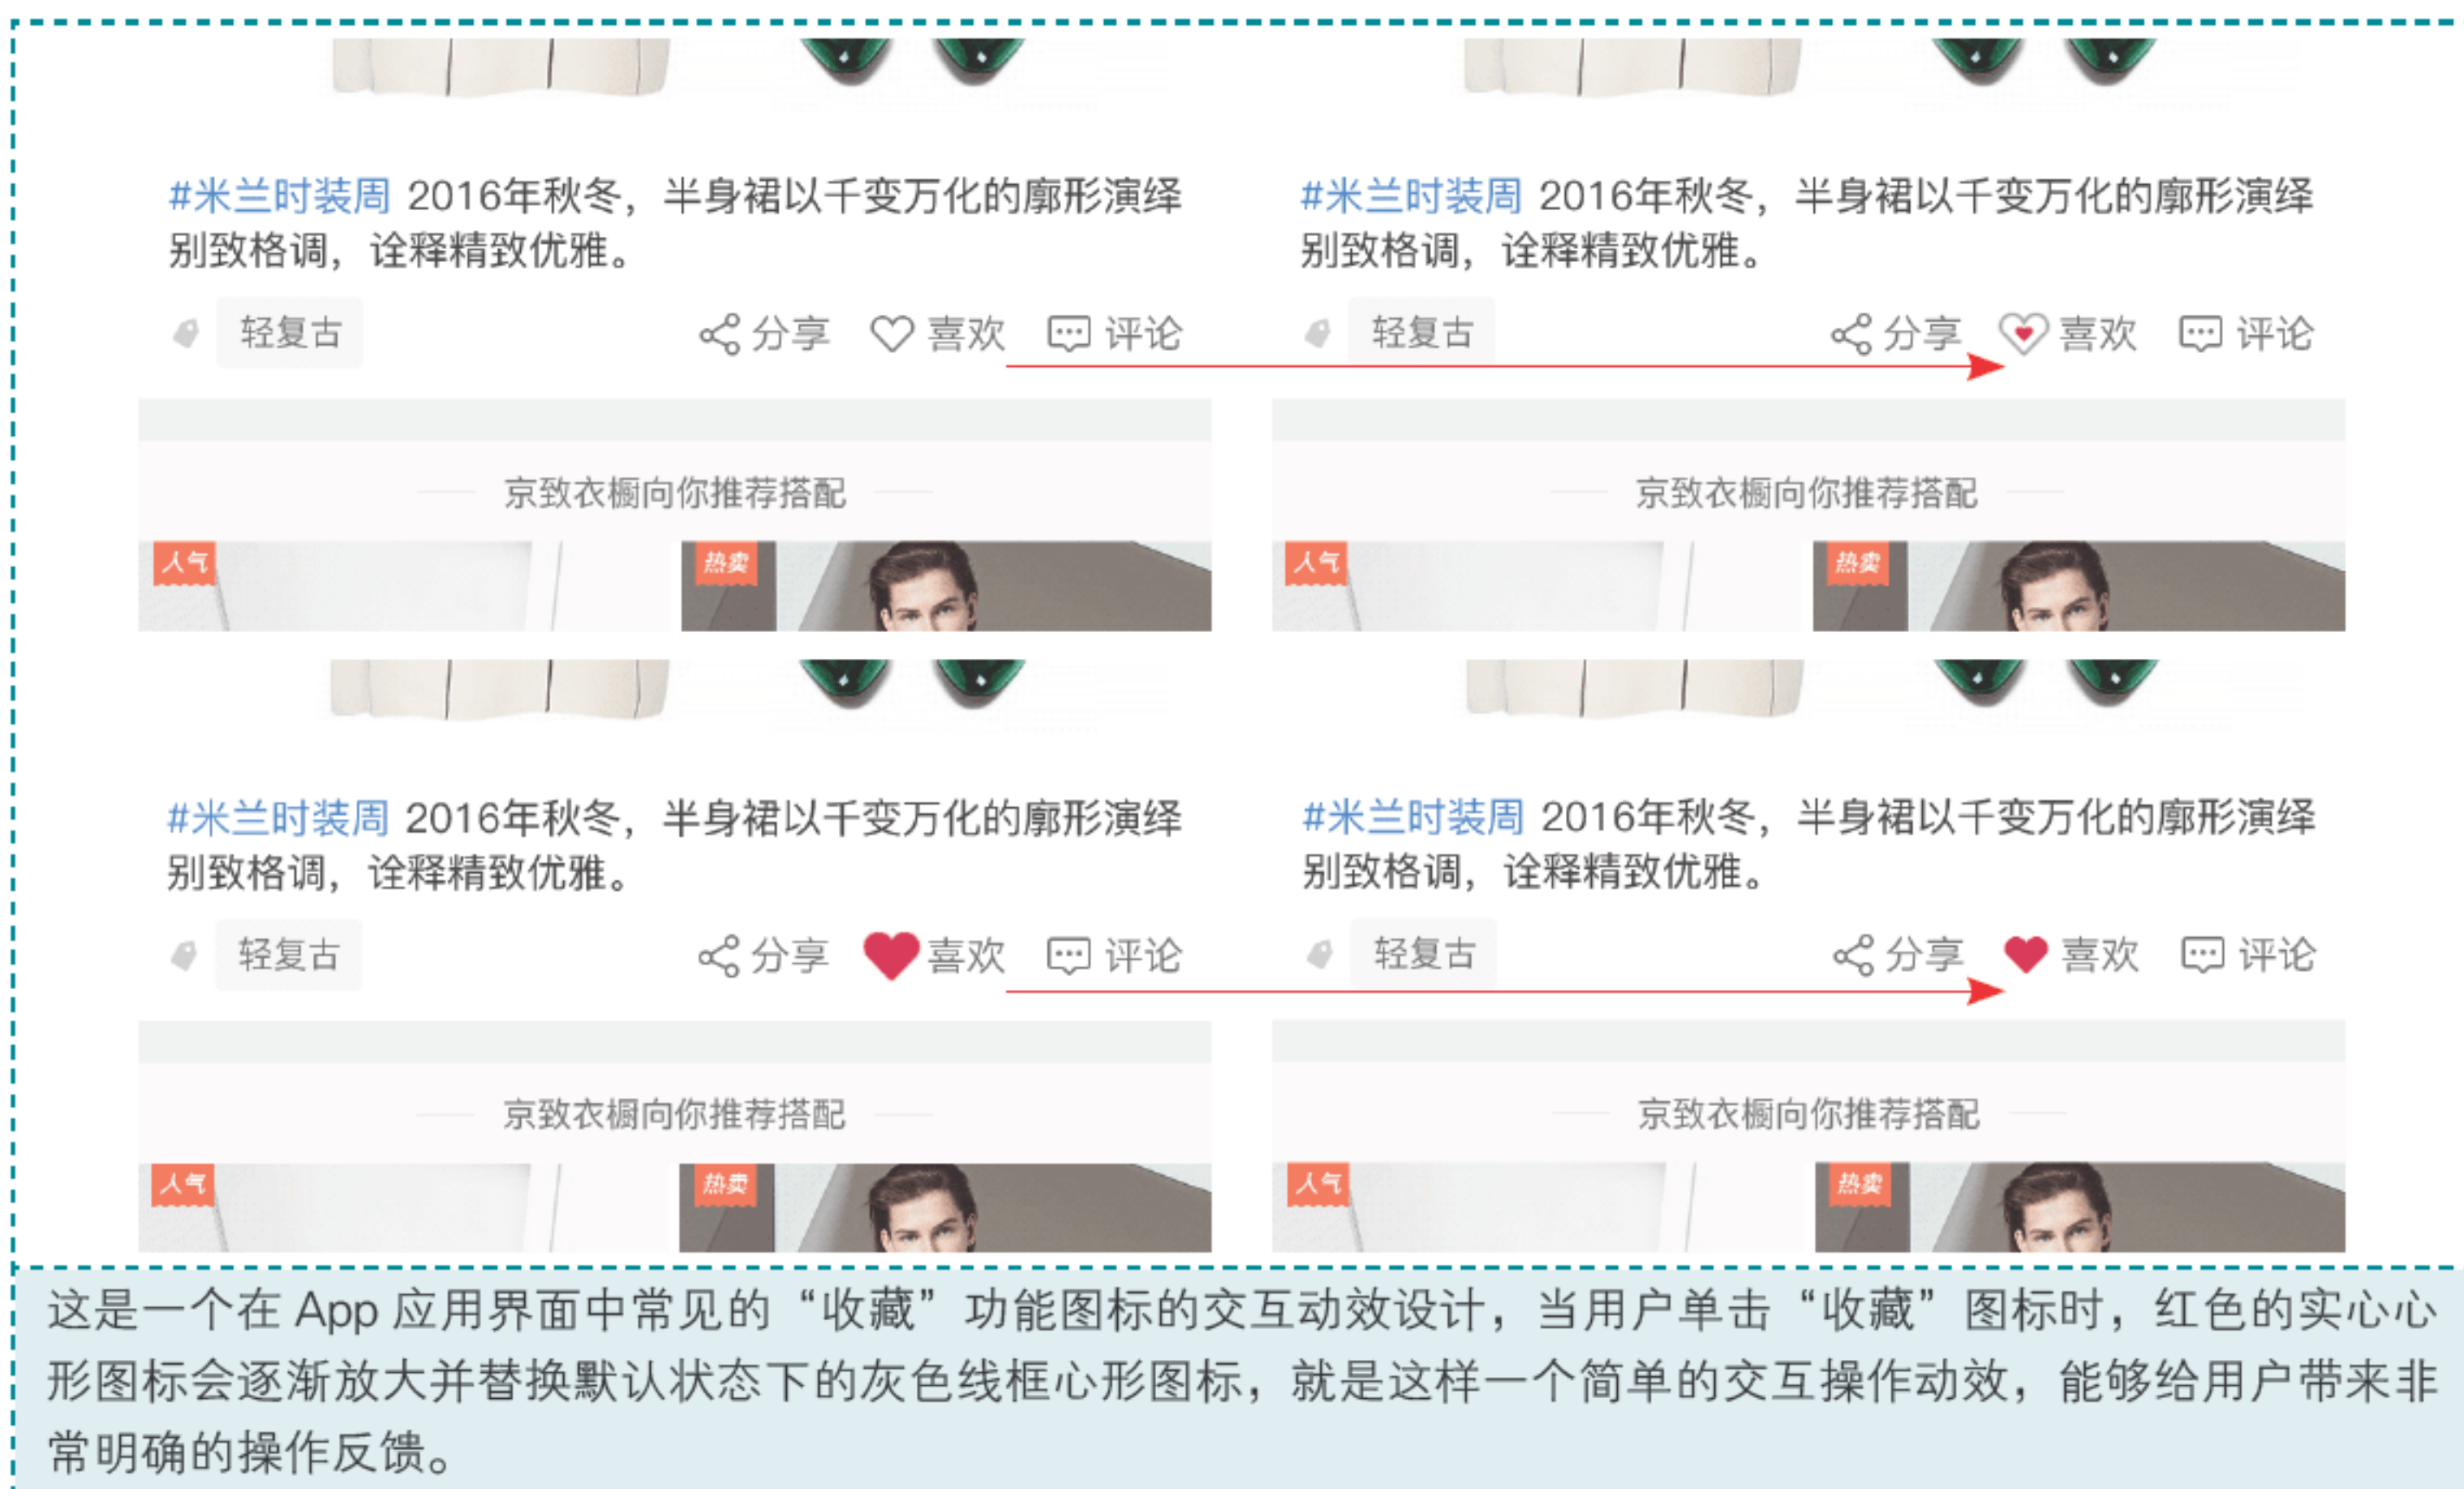 #米兰时装周 2016年秋冬，半身裙以千变万化的廓形演绎
别致格调，诠释精致优雅。
轻复古 分享 喜欢 评论
京致衣橱向你推荐搭配
人气 热卖
#米兰时装周 2016年秋冬，半身裙以千变万化的廓形演绎
别致格调，诠释精致优雅。
轻复古 分享 喜欢 评论
京致衣橱向你推荐搭配
人气 热卖
#米兰时装周 2016年秋冬，半身裙以千变万化的廓形演绎
别致格调，诠释精致优雅。
轻复古 分享 喜欢 评论
京致衣橱向你推荐搭配
人气 热卖
#米兰时装周 2016年秋冬，半身裙以千变万化的廓形演绎
别致格调，诠释精致优雅。
轻复古 分享 喜欢 评论
京致衣橱向你推荐搭配
人气 热卖
这是一个在 App 应用界面中常见的“收藏”功能图标的交互动效设计，当用户单击“收藏”图标时，红色的实心心
形图标会逐渐放大并替换默认状态下的灰色线框心形图标，就是这样一个简单的交互操作动效，能够给用户带来非
常明确的操作反馈。